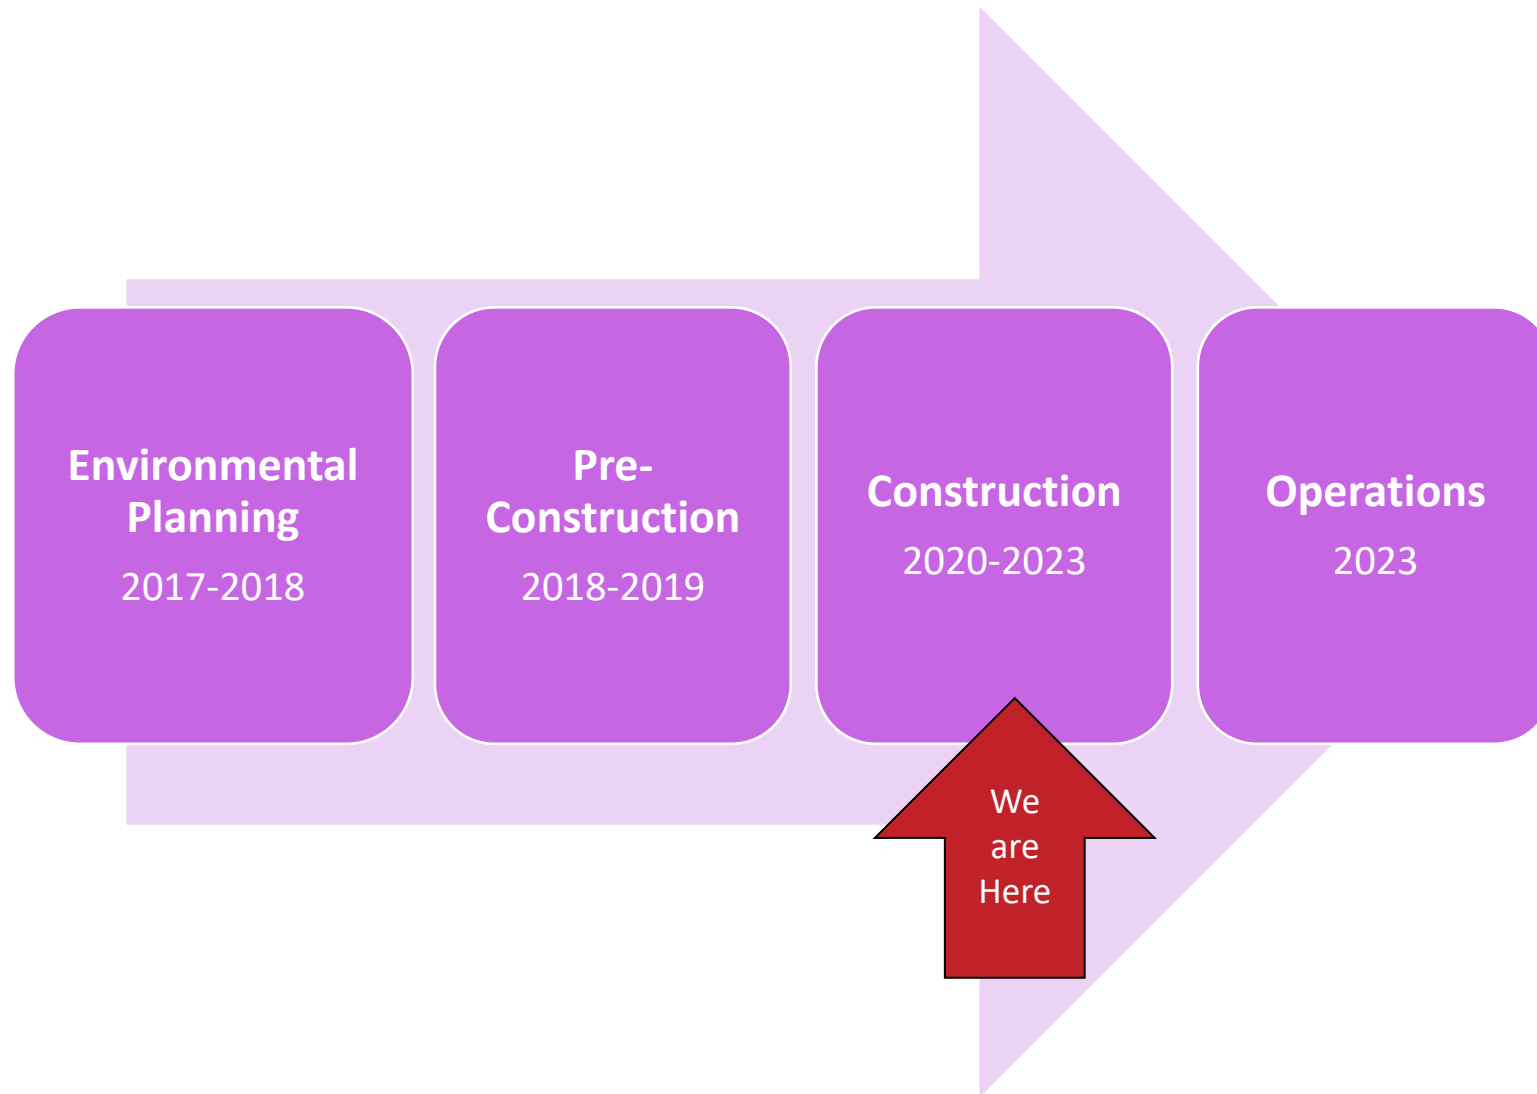 Environmental
Planning
2017-2018
Pre-
Construction
2018-2019
Construction
2020-2023
Operations
2023
We
are
Here